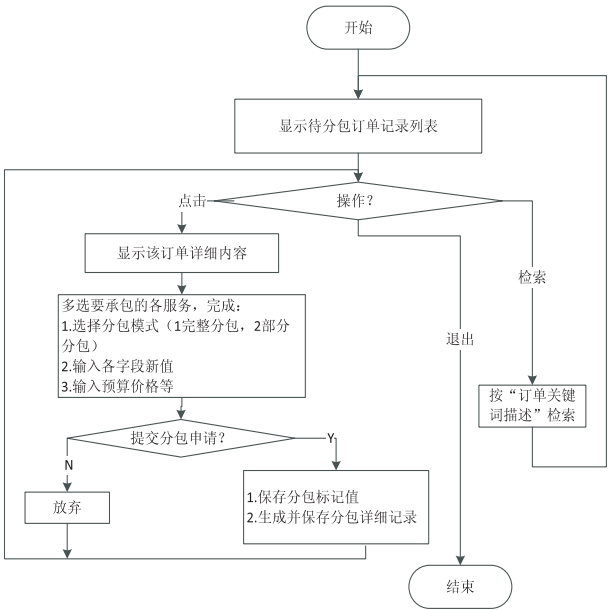 开始
显示待分包订单记录列表
操作？
点击
显示该订单详细内容
检索
多选要承包的各服务，完成：
1.选择分包模式（1完整分包，2部分
分包）
2.输入各字段新值
3.输入预算价格等
退出
按“订单关键
词描述”检索
提交分包申请？
Y
N
放弃
1.保存分包标记值
2.生成并保存分包详细记录
结束